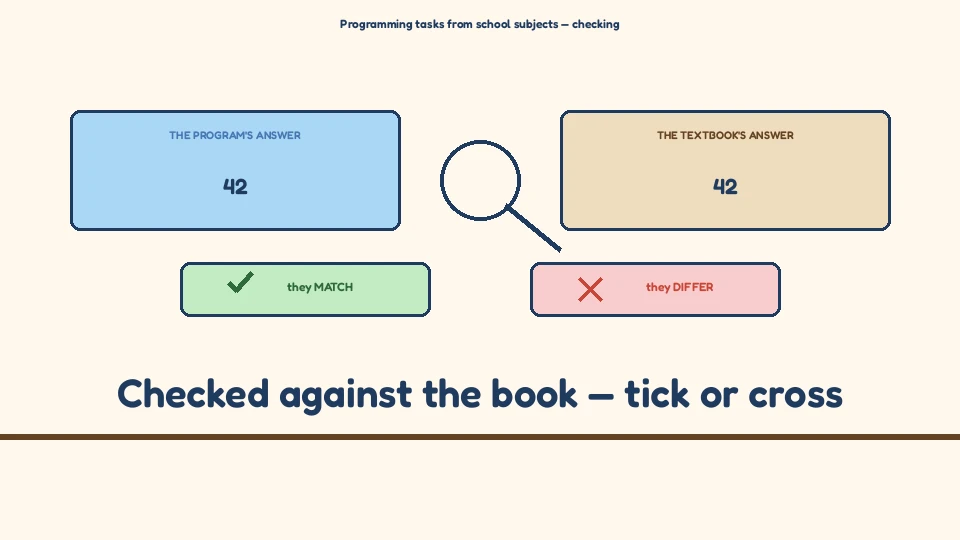 Programming tasks from school subjects — checking
THE PROGRAM'S ANSWER
42
THE TEXTBOOK'S ANSWER
42
they MATCH
they DIFFER
Checked against the book — tick or cross